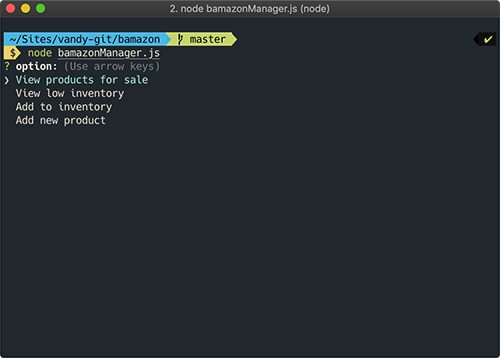 2. node bamazonManager.js (node)
~/Sites/vandy-git/bamazon master ✔
$ node bamazonManager.js
? option: (Use arrow keys)
❯ View products for sale
View low inventory
Add to inventory
Add new product